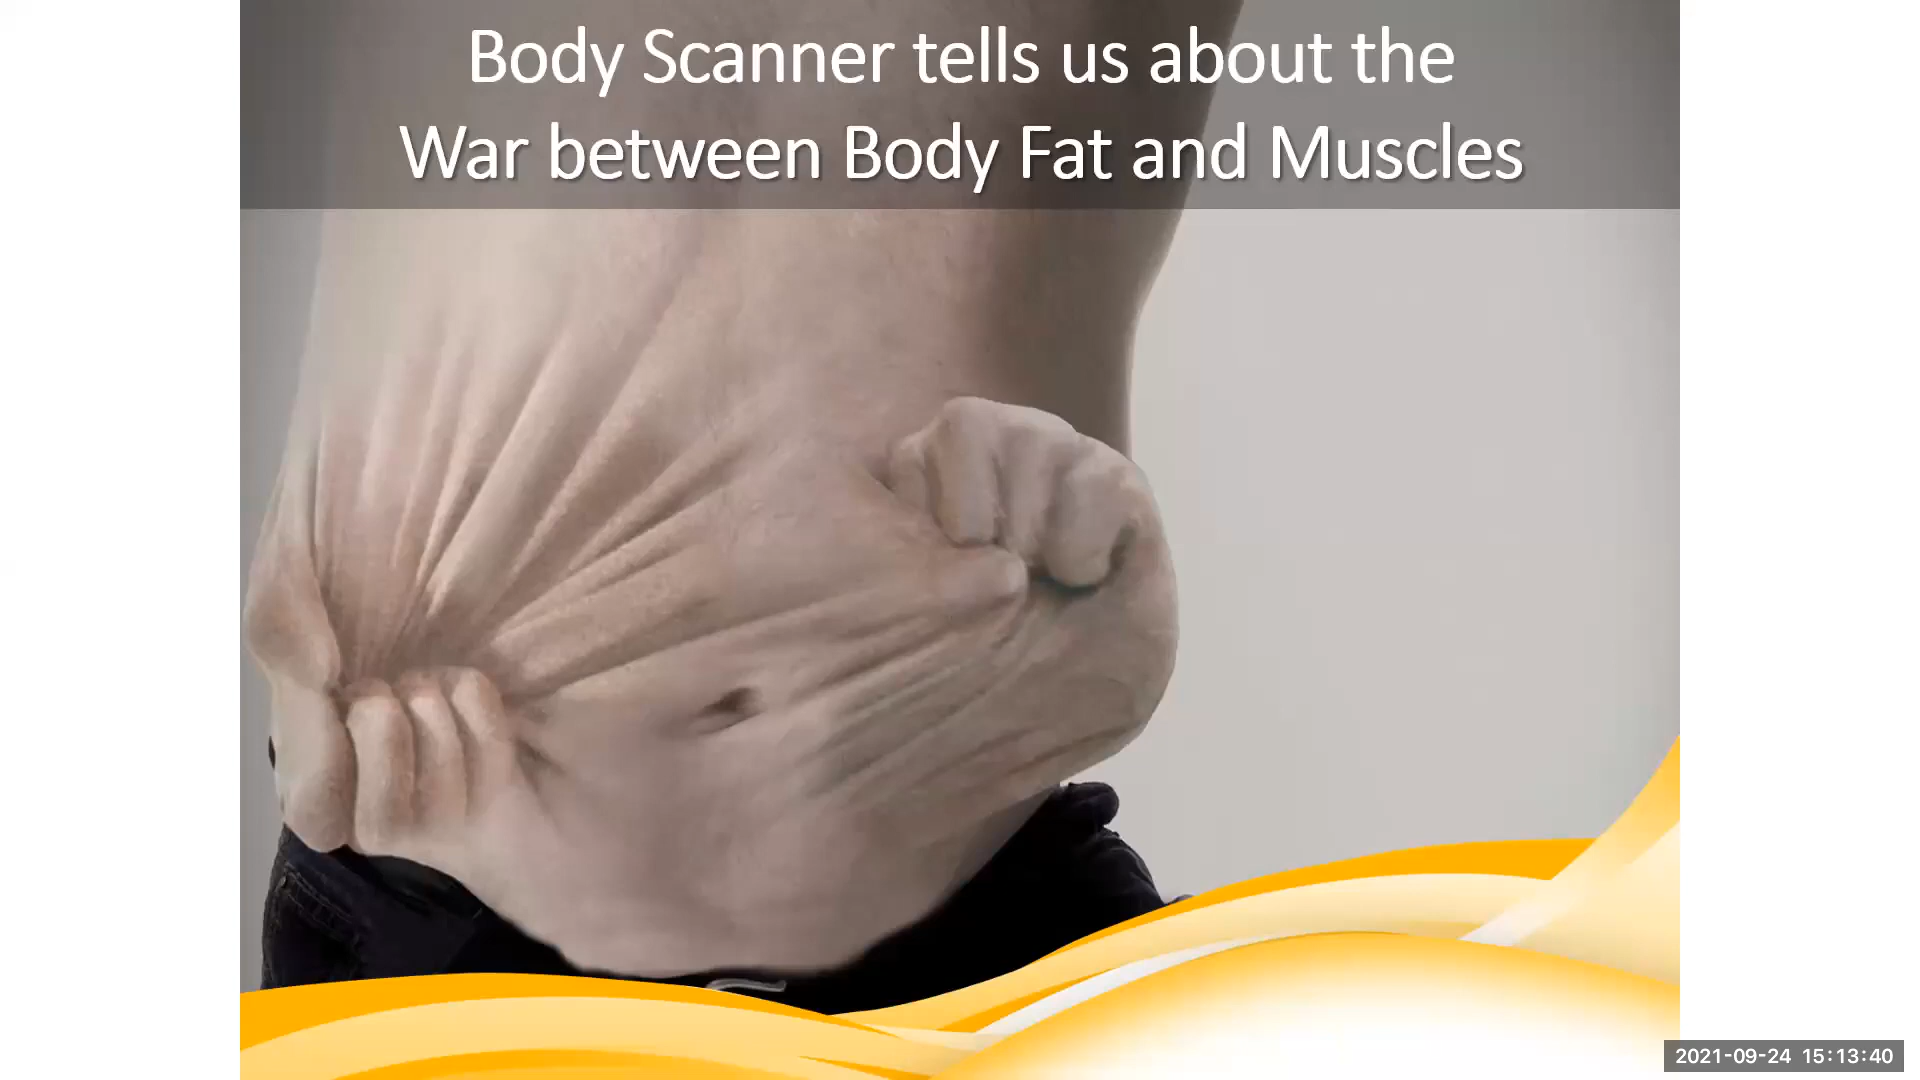 Body Scanner tells us about the
War between Body Fat and Muscles
2021-09-24 15:13:40